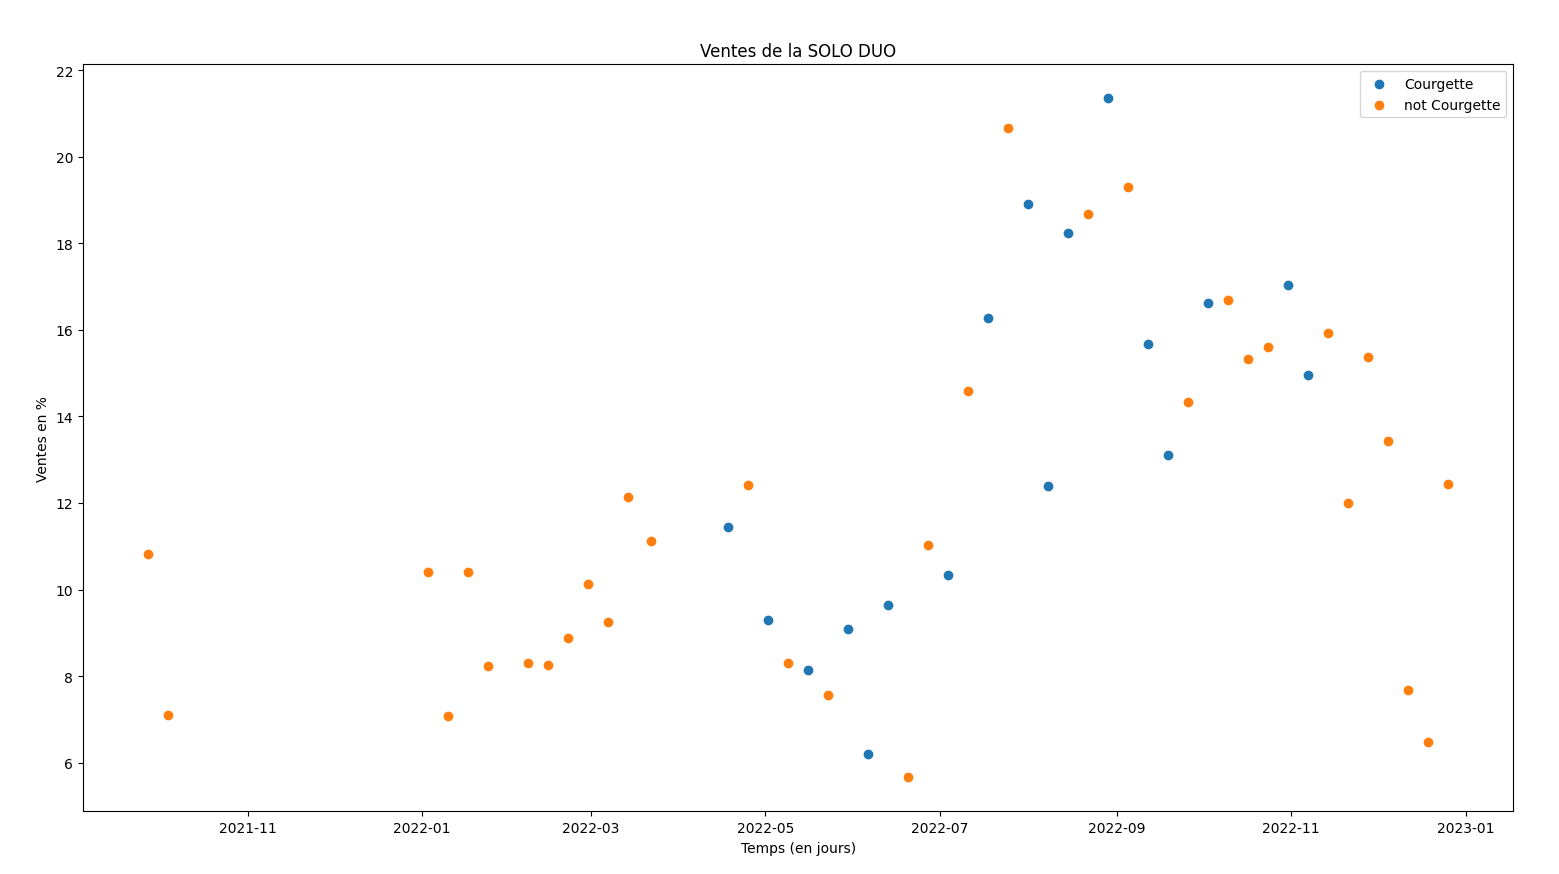 Ventes de la SOLO DUO
Courgette
not Courgette
22
20
18
16
14
12
10
8
6
Ventes en %
2021-11 2022-01 2022-03 2022-05 2022-07 2022-09 2022-11 2023-01
Temps (en jours)